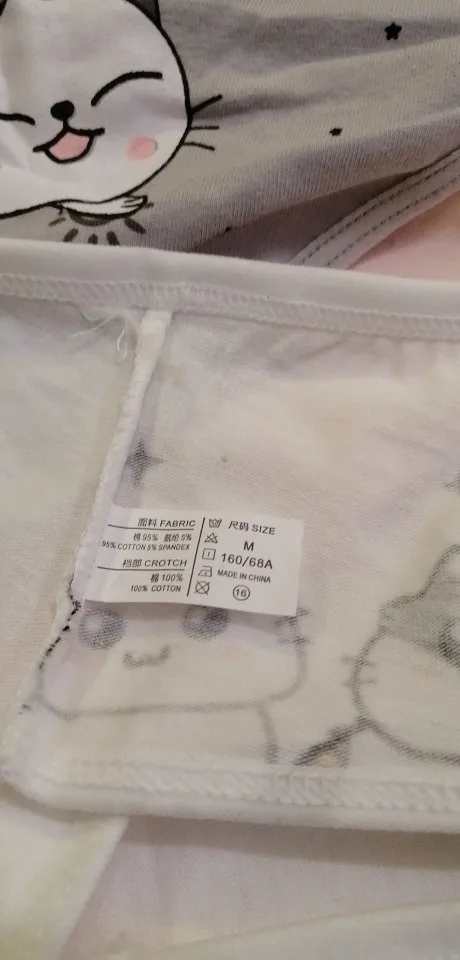 面料 FABRIC
棉 95% 氨纶 5%
95% COTTON 5% SPANDEX
裆部 CROTCH
棉 100%
100% COTTON
尺码 SIZE
M
160/68A
MADE IN CHINA
16